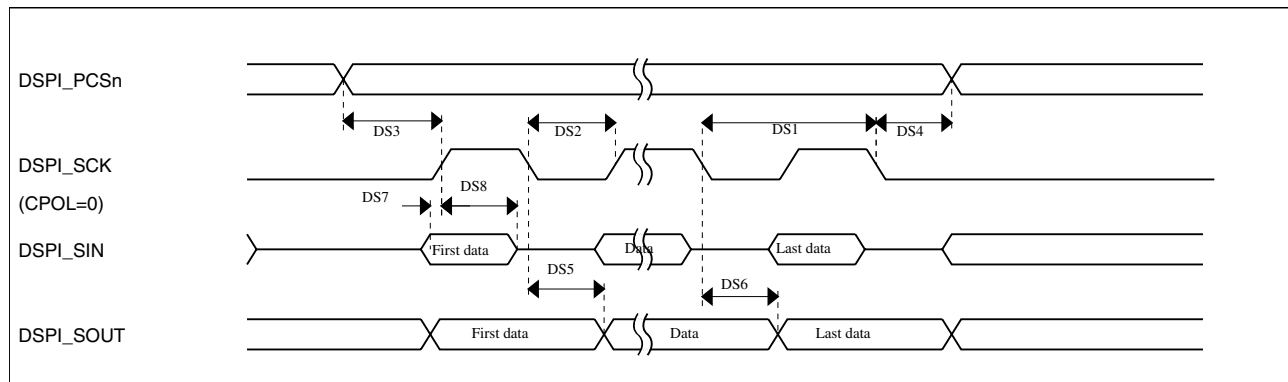 DSPI_PCSn
DS3
DS2
DS1
DS4
DSPI_SCK
(CPOL=0)
DS7
DS8
DSPI_SIN
First data
Data
Last data
DS5
DS6
DSPI_SOUT
First data
Data
Last data